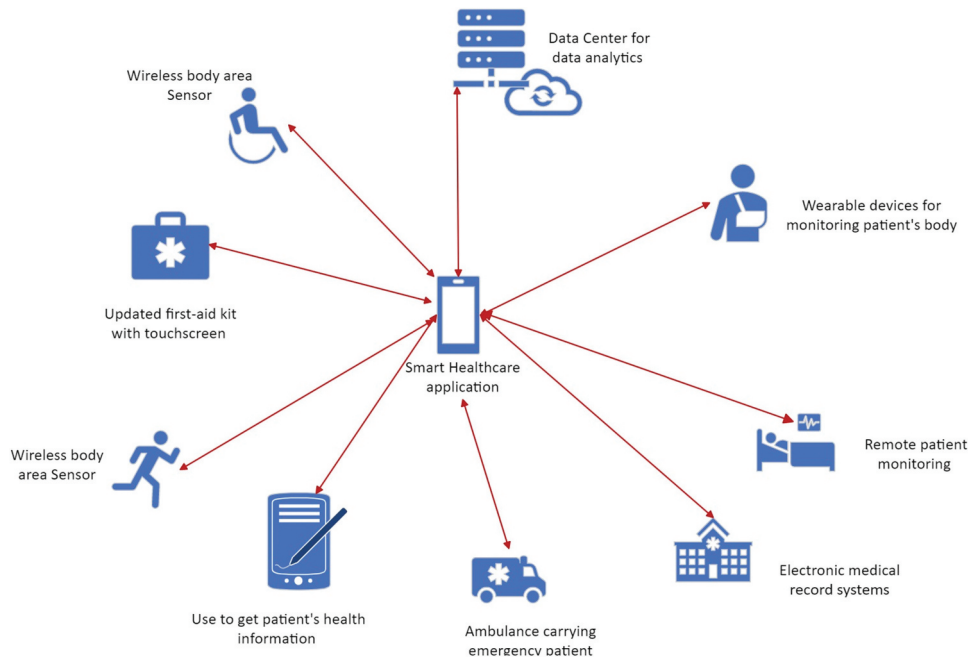 Data Center for
data analytics
Wireless body area
Sensor
Wearable devices for
monitoring patient's body
Updated first-aid kit
with touchscreen
Smart Healthcare
application
Wireless body
area Sensor
Remote patient
monitoring
Electronic medical
record systems
Use to get patient's health
information
Ambulance carrying
emergency patient